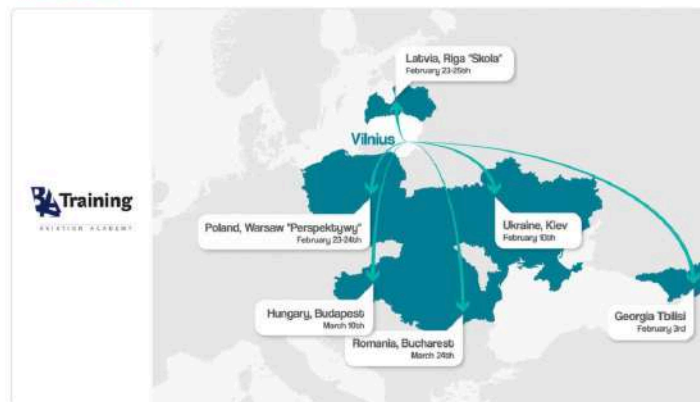 Latvia, Riga "Skola"
February 23-25th
Vilnius
BAA Training
AVIATION ACADEMY
Poland, Warsaw "Perspektywy"
February 23-24th
Ukraine, Kiev
February 10th
Hungary, Budapest
March 10th
Georgia Tbilisi
February 3rd
Romania, Bucharest
March 24th